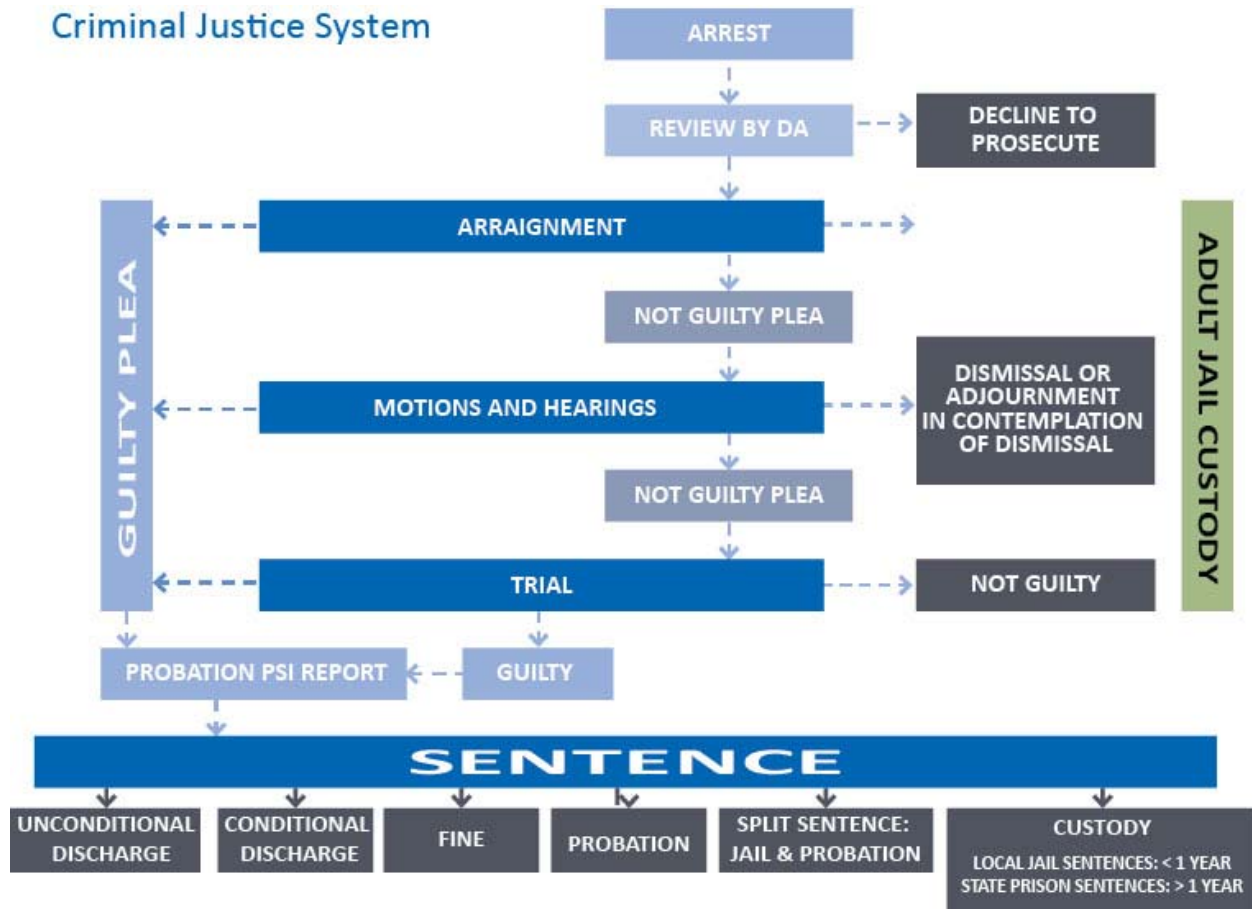 Criminal Justice System
ARREST
REVIEW BY DA
DECLINE TO
PROSECUTE
ARRAIGNMENT
GUILTY PLEA
ADULT JAIL CUSTODY
NOT GUILTY PLEA
MOTIONS AND HEARINGS
DISMISSAL OR
ADJOURNMENT
IN CONTEMPLATION
OF DISMISSAL
NOT GUILTY PLEA
TRIAL
NOT GUILTY
PROBATION PSI REPORT
GUILTY
SENTENCE
UNCONDITIONAL
DISCHARGE
CONDITIONAL
DISCHARGE
FINE
PROBATION
SPLIT SENTENCE:
JAIL & PROBATION
CUSTODY
LOCAL JAIL SENTENCES: < 1 YEAR
STATE PRISON SENTENCES: > 1 YEAR